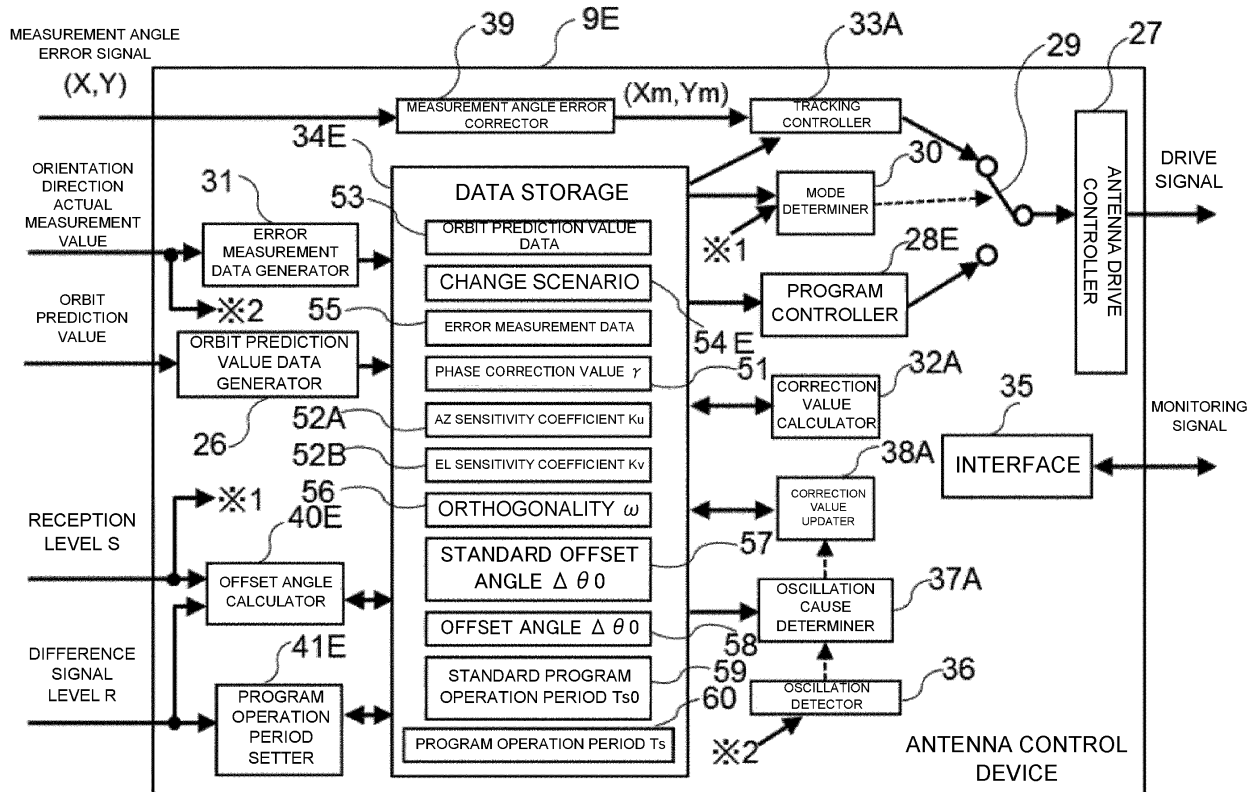 MEASUREMENT ANGLE
ERROR SIGNAL
(X,Y)
39
9E
33A
29
27
MEASUREMENT ANGLE ERROR
CORRECTOR
(Xm,Ym)
TRACKING
CONTROLLER
34E
30
ORIENTATION
DIRECTION
ACTUAL
MEASUREMENT
VALUE
31
ERROR
MEASUREMENT
DATA GENERATOR
※2
DATA STORAGE
53
ORBIT PREDICTION VALUE
DATA
CHANGE SCENARIO
54E
55
ERROR MEASUREMENT DATA
PHASE CORRECTION VALUE γ
51
52A
AZ SENSITIVITY COEFFICIENT Ku
52B
EL SENSITIVITY COEFFICIENT Kv
56
ORTHOGONALITY ω
STANDARD OFFSET
ANGLE Δθ0
57
OFFSET ANGLE Δθ0
58
STANDARD PROGRAM
OPERATION PERIOD Ts0
59
60
PROGRAM OPERATION PERIOD Ts
MODE
DETERMINER
※1
28E
PROGRAM
CONTROLLER
ANTENNA DRIVE
CONTROLLER
DRIVE
SIGNAL
ORBIT
PREDICTION
VALUE
ORBIT PREDICTION
VALUE DATA
GENERATOR
26
32A
CORRECTION
VALUE
CALCULATOR
35
INTERFACE
MONITORING
SIGNAL
38A
CORRECTION
VALUE
UPDATER
※1
RECEPTION
LEVEL S
40E
OFFSET ANGLE
CALCULATOR
37A
OSCILLATION
CAUSE
DETERMINER
DIFFERENCE
SIGNAL
LEVEL R
41E
PROGRAM
OPERATION
PERIOD
SETTER
36
OSCILLATION
DETECTOR
※2
ANTENNA CONTROL
DEVICE